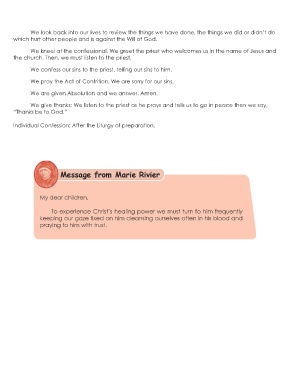 We look back into our lives to review the things we have done, the things we did or didn't do
which hurt other people and is against the Will of God.
We kneel at the confessional. We greet the priest who welcomes us in the name of Jesus and
the church. Then, we must listen to the priest.
We confess our sins to the priest, telling our sins to him.
We pray the Act of Contrition. We are sorry for our sins.
We are given Absolution and we answer, Amen.
We give thanks: We listen to the priest as he prays and tells us to go in peace then we say,
"Thanks be to God."
Individual Confession: After the Liturgy of preparation.
Message from Marie Rivier
My dear children,
To experience Christ's healing power we must turn to him frequently
keeping our gaze fixed on him cleansing ourselves often in his blood and
praying to him with trust.